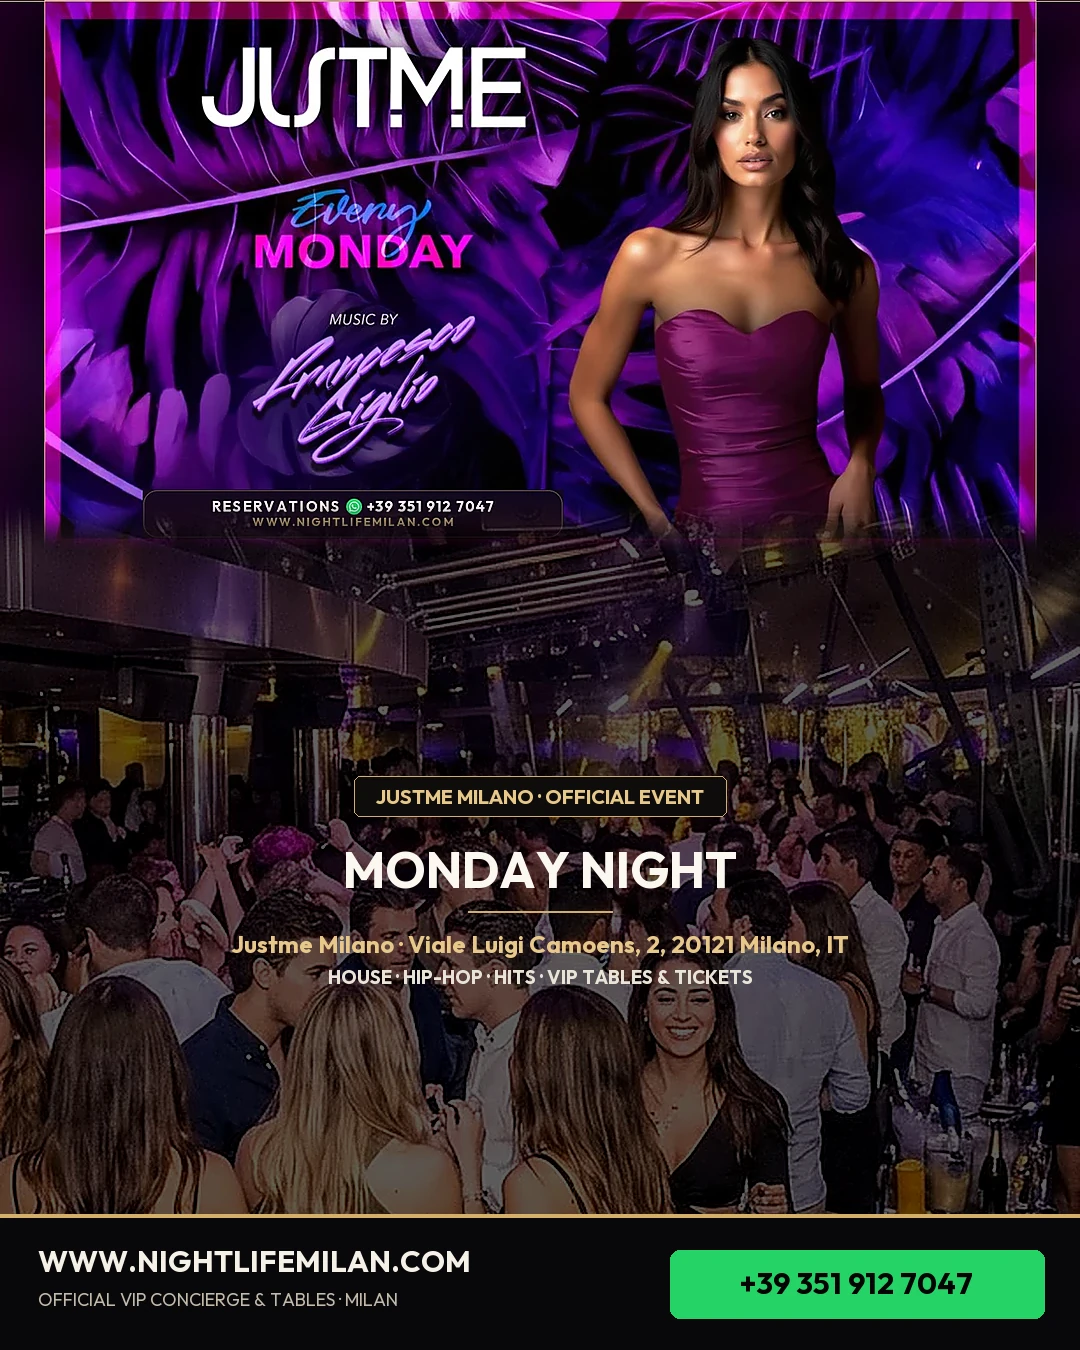 JUSTME
Every
MONDAY
MUSIC BY
Francesco
Giglio
RESERVATIONS +39 351 912 7047
WWW.NIGHTLIFEMILAN.COM
JUSTME MILANO · OFFICIAL EVENT
MONDAY NIGHT
Justme Milano · Viale Luigi Camoens, 2, 20121 Milano, IT
HOUSE · HIP-HOP · HITS · VIP TABLES & TICKETS
WWW.NIGHTLIFEMILAN.COM
+39 351 912 7047
OFFICIAL VIP CONCIERGE & TABLES · MILAN